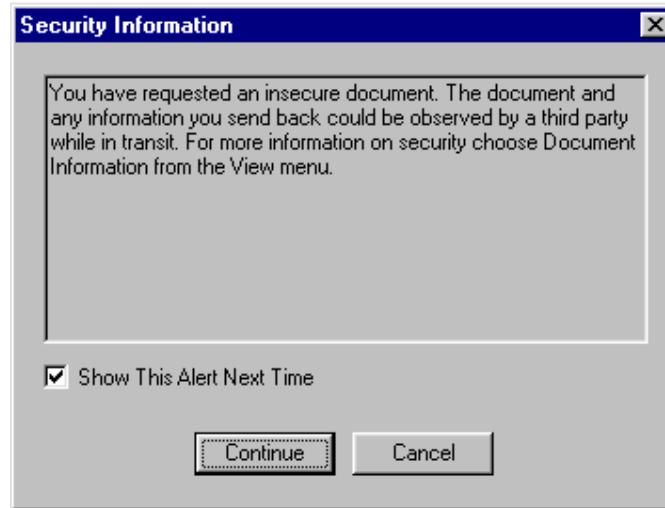 Security Information
You have requested an insecure document. The document and
any information you send back could be observed by a third party
while in transit. For more information on security choose Document
Information from the View menu.
Show This Alert Next Time
Continue Cancel